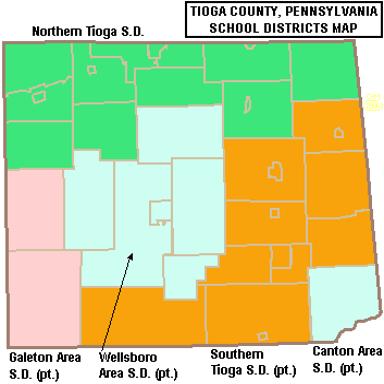 TIOGA COUNTY, PENNSYLVANIA
SCHOOL DISTRICTS MAP
Northern Tioga S.D.
Galeton Area
S.D. (pt.)
Wellsboro
Area S.D. (pt.)
Southern
Tioga S.D. (pt.)
Canton Area
S.D. (pt.)